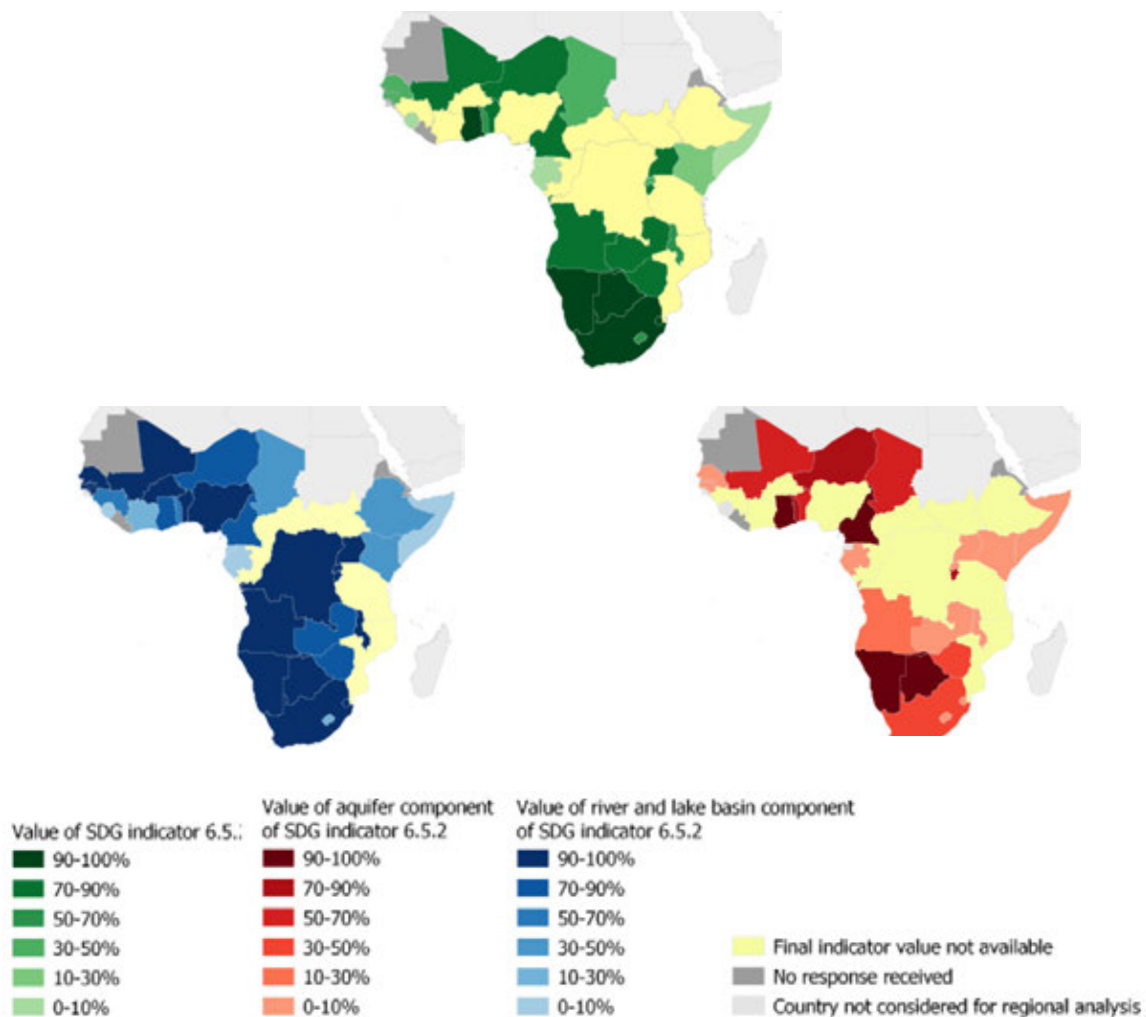 Value of SDG indicator 6.5.:
90-100%
70-90%
50-70%
30-50%
10-30%
0-10%
Value of aquifer component
of SDG indicator 6.5.2
90-100%
70-90%
50-70%
30-50%
10-30%
0-10%
Value of river and lake basin component
of SDG indicator 6.5.2
90-100%
70-90%
50-70%
30-50%
10-30%
0-10%
Final indicator value not available
No response received
Country not considered for regional analysis